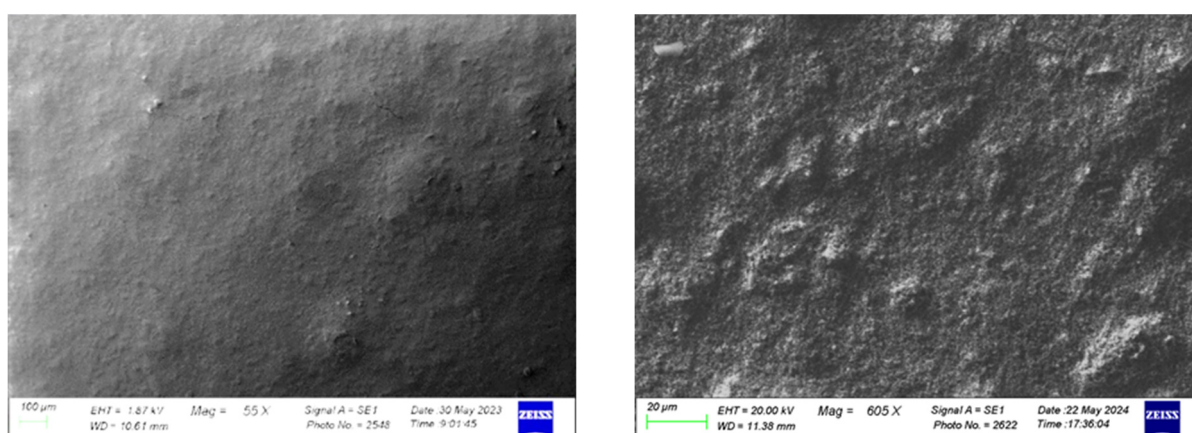 100 µm
EHT = 1.87 kV
Mag = 55 X
Signal A = SE1
Date :30 May 2023
WD = 10.61 mm
Photo No. = 2548
Time :9:01:45
ZEISS
20 µm
EHT = 20.00 kV
Mag = 605 X
Signal A = SE1
Date :22 May 2024
WD = 11.38 mm
Photo No. = 2622
Time :17:36:04
ZEISS